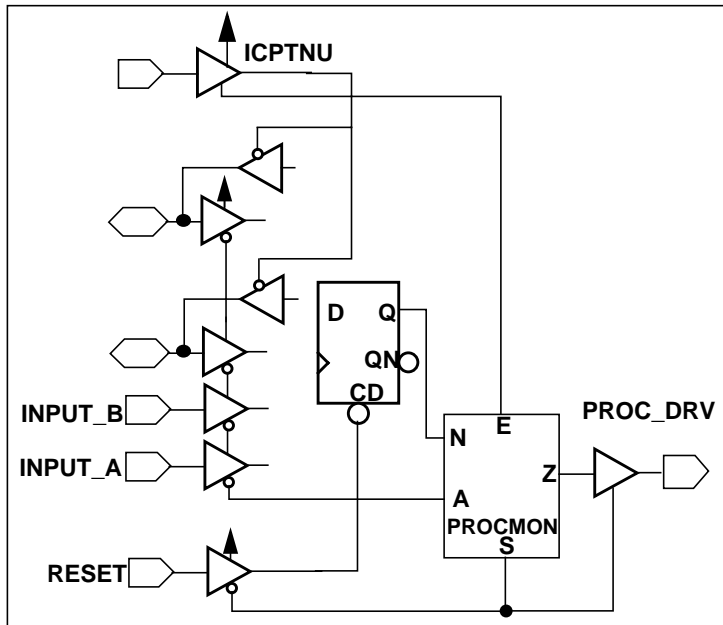 ICPTNU
D Q
QN
CD
INPUT_B
PROC_DRV
E
N
INPUT_A
Z
A
PROCMON
S
RESET